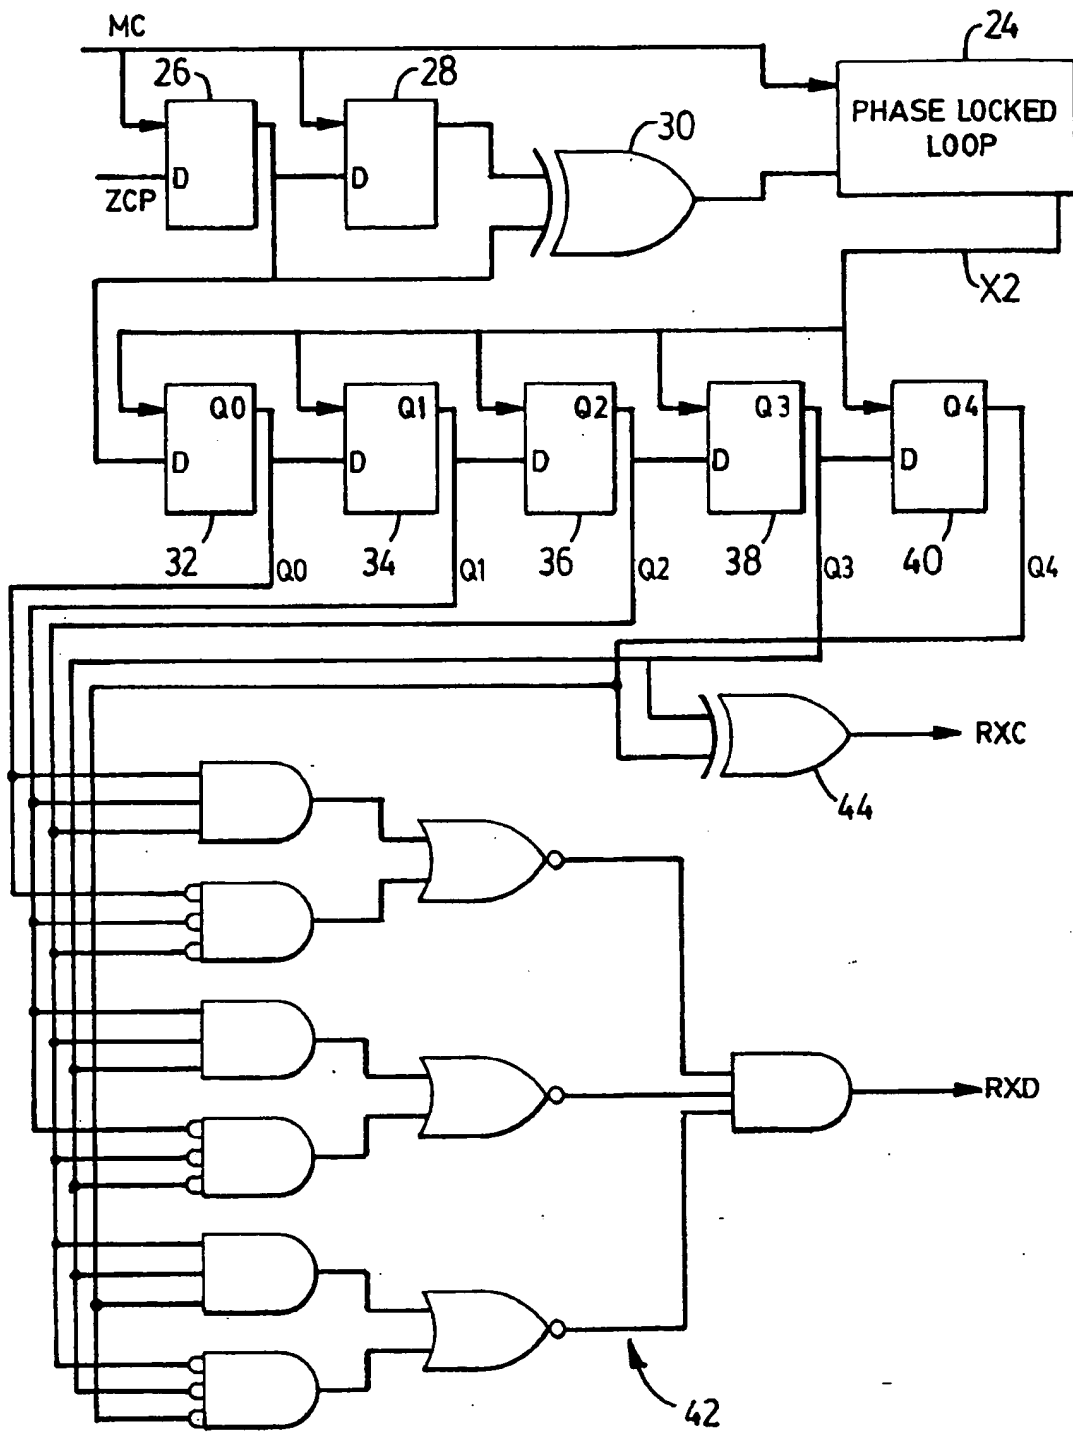 MC
24
26
28
30
PHASE LOCKED
LOOP
D
D
ZCP
X2
Q0
Q1
Q2
Q3
Q4
D
D
D
D
D
32
34
36
38
40
Q0
Q1
Q2
Q3
Q4
RXC
44
RXD
42